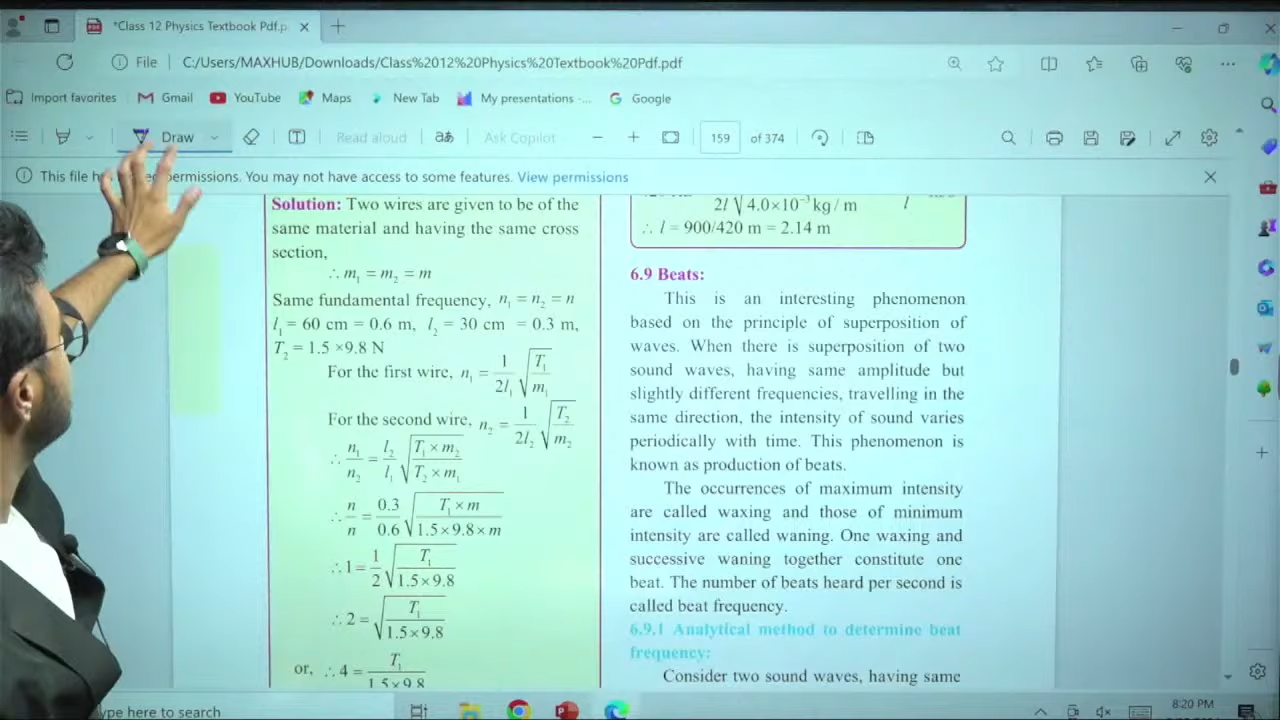 *Class 12 Physics Textbook Pdf.p
File
C:/Users/MAXHUB/Downloads/Class%2012%20Physics%20Textbook%20Pdf.pdf
Import favorites
Gmail
YouTube
Maps
New Tab
My presentations -...
Google
Draw
Read aloud
aあ
Ask Copilot
159
of 374
permissions. You may not have access to some features. View permissions
Solution: Two wires are given to be of the
same material and having the same cross
section,
∴ m₁ = m₂ = m
Same fundamental frequency, n₁ = n₂ = n
l₁ = 60 cm = 0.6 m, l₂ = 30 cm = 0.3 m,
T₂ = 1.5 ×9.8 N
For the first wire, n₁ = 1/2l₁ √(T₁/m₁)
For the second wire, n₂ = 1/2l₂ √(T₂/m₂)
∴ n₁/n₂ = l₂/l₁ √(T₁ × m₂/T₂ × m₁)
∴ n/n = 0.3/0.6 √(T₁ × m/1.5 × 9.8 × m)
∴ 1 = 1/2 √(T₁/1.5 × 9.8)
∴ 2 = √(T₁/1.5 × 9.8)
or, ∴ 4 = T₁/1.5 × 9.8
2l √4.0×10⁻³ kg / m l
∴ l = 900/420 m = 2.14 m
6.9 Beats:
This is an interesting phenomenon
based on the principle of superposition of
waves. When there is superposition of two
sound waves, having same amplitude but
slightly different frequencies, travelling in the
same direction, the intensity of sound varies
periodically with time. This phenomenon is
known as production of beats.
The occurrences of maximum intensity
are called waxing and those of minimum
intensity are called waning. One waxing and
successive waning together constitute one
beat. The number of beats heard per second is
called beat frequency.
6.9.1 Analytical method to determine beat
frequency:
Consider two sound waves, having same
ype here to search
8:20 PM